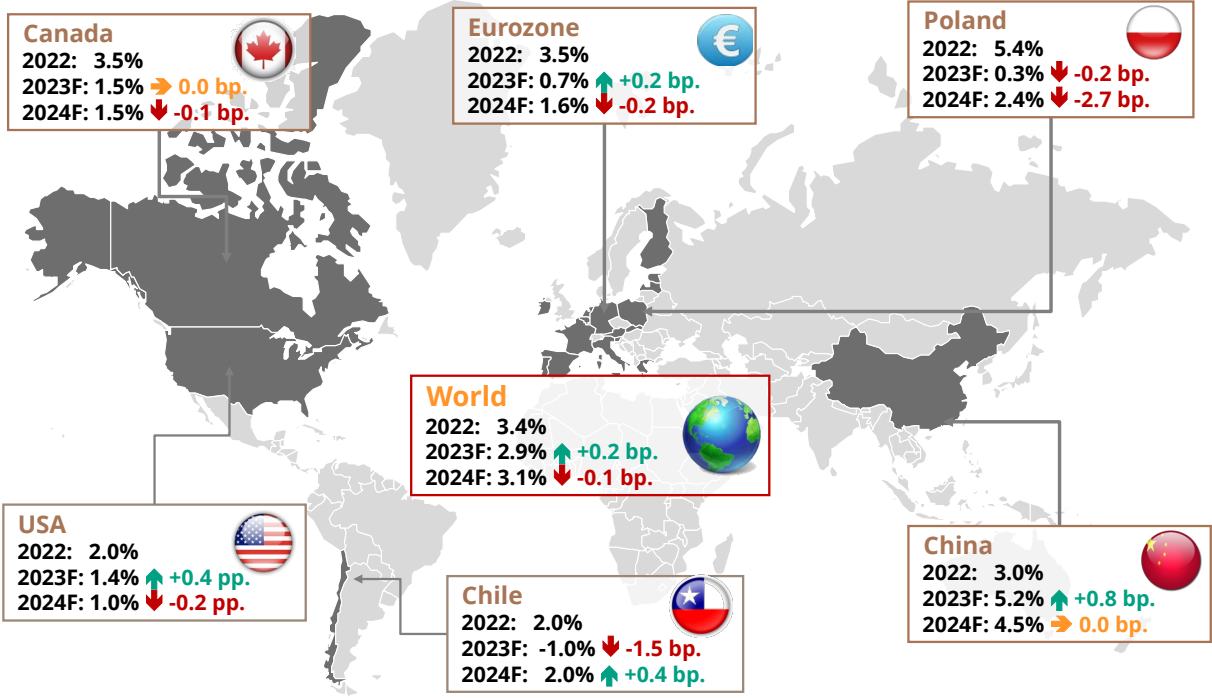 Canada
2022: 3.5%
2023F: 1.5% 0.0 bp.
2024F: 1.5% -0.1 bp.
Eurozone
2022: 3.5%
2023F: 0.7% +0.2 bp.
2024F: 1.6% -0.2 bp.
€
Poland
2022: 5.4%
2023F: 0.3% -0.2 bp.
2024F: 2.4% -2.7 bp.
World
2022: 3.4%
2023F: 2.9% +0.2 bp.
2024F: 3.1% -0.1 bp.
USA
2022: 2.0%
2023F: 1.4% +0.4 pp.
2024F: 1.0% -0.2 pp.
Chile
2022: 2.0%
2023F: -1.0% -1.5 bp.
2024F: 2.0% +0.4 bp.
China
2022: 3.0%
2023F: 5.2% +0.8 bp.
2024F: 4.5% 0.0 bp.